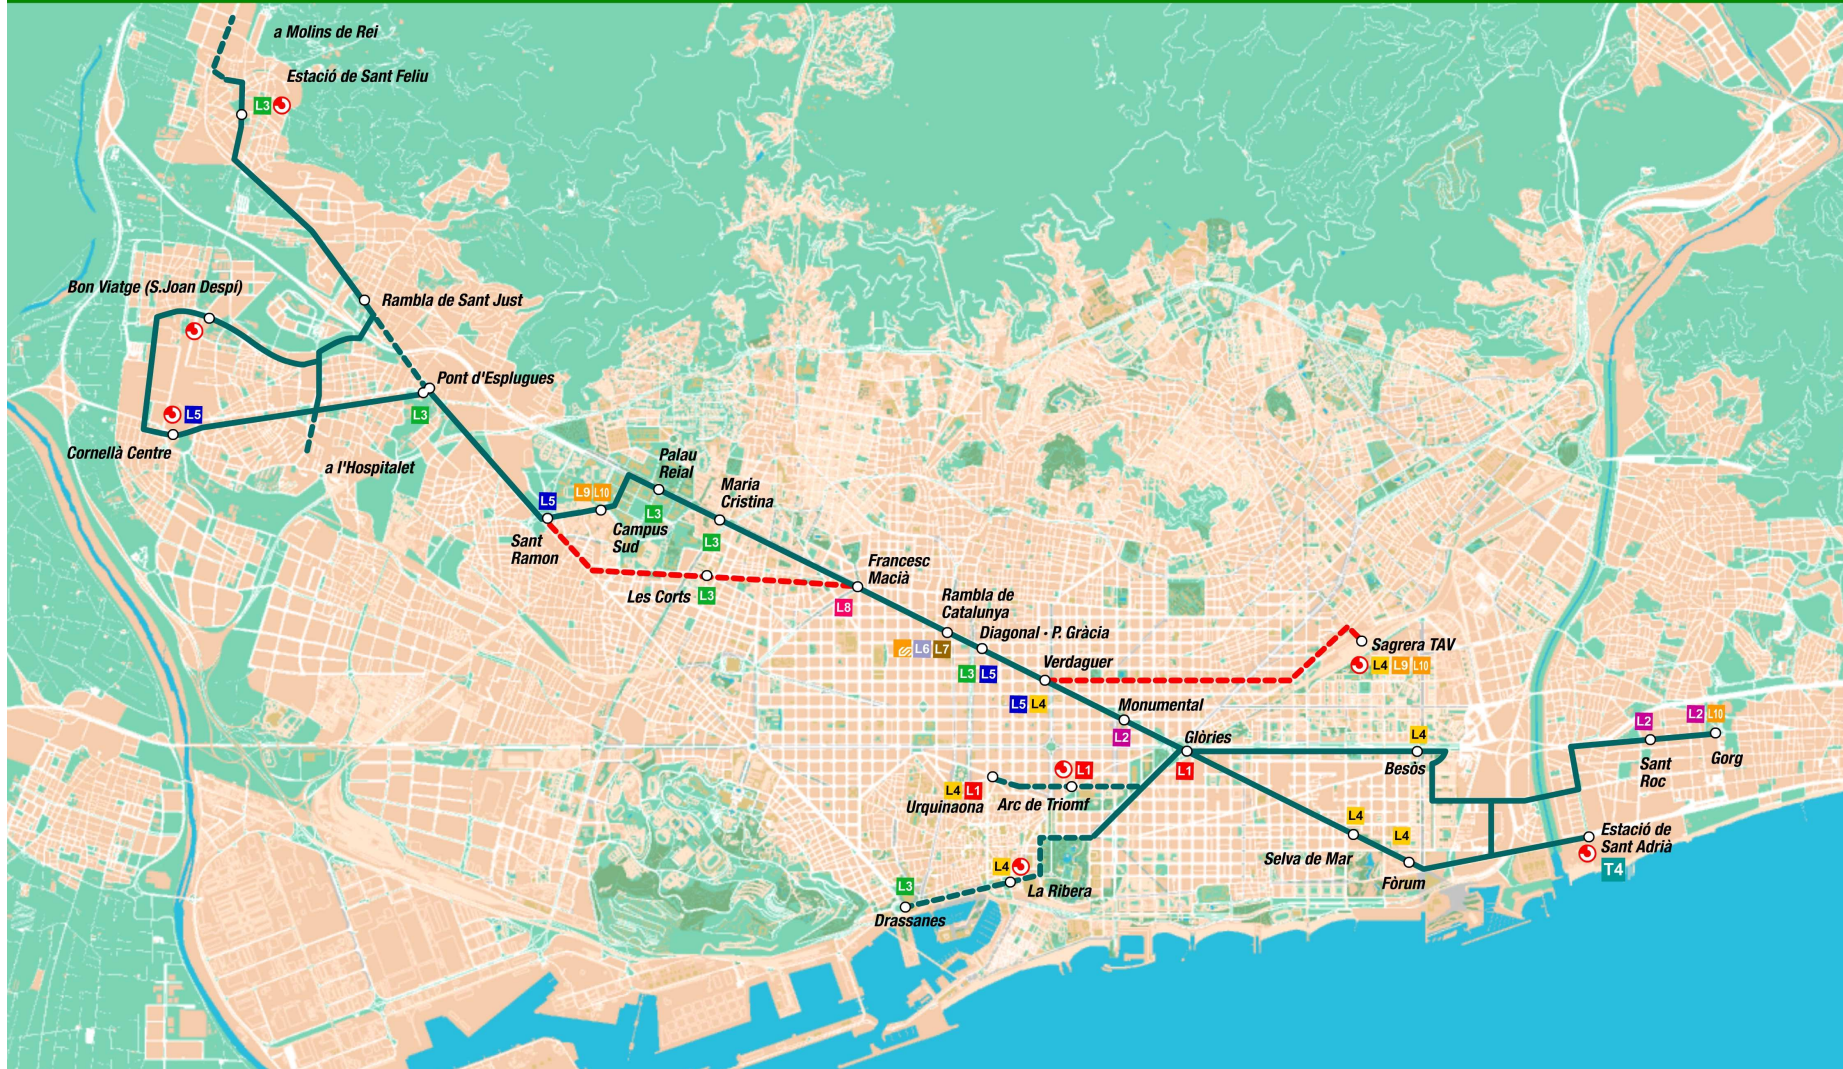 a Molins de Rei
Estació de Sant Feliu
L3
Bon Viatge (S.Joan Despí)
Rambla de Sant Just
Pont d'Esplugues
L3
L5
Cornellà Centre
a l'Hospitalet
Palau
Reial
L3
Maria
Cristina
L3
L9 L10
Campus
Sud
L5
Sant
Ramon
Les Corts
L3
Francesc
Macià
L8
Rambla de
Catalunya
L6 L7
Diagonal - P. Gràcia
L3 L5
Verdaguer
L5 L4
Sagrera TAV
L4 L9 L10
Monumental
L2
Glòries
L1
L4
Besòs
L2
Sant
Roc
L2 L10
Gorg
L1
Arc de Triomf
L4 L1
Urquinaona
L4
Selva de Mar
L4
Fòrum
Estació de
Sant Adrià
T4
L4
La Ribera
L3
Drassanes